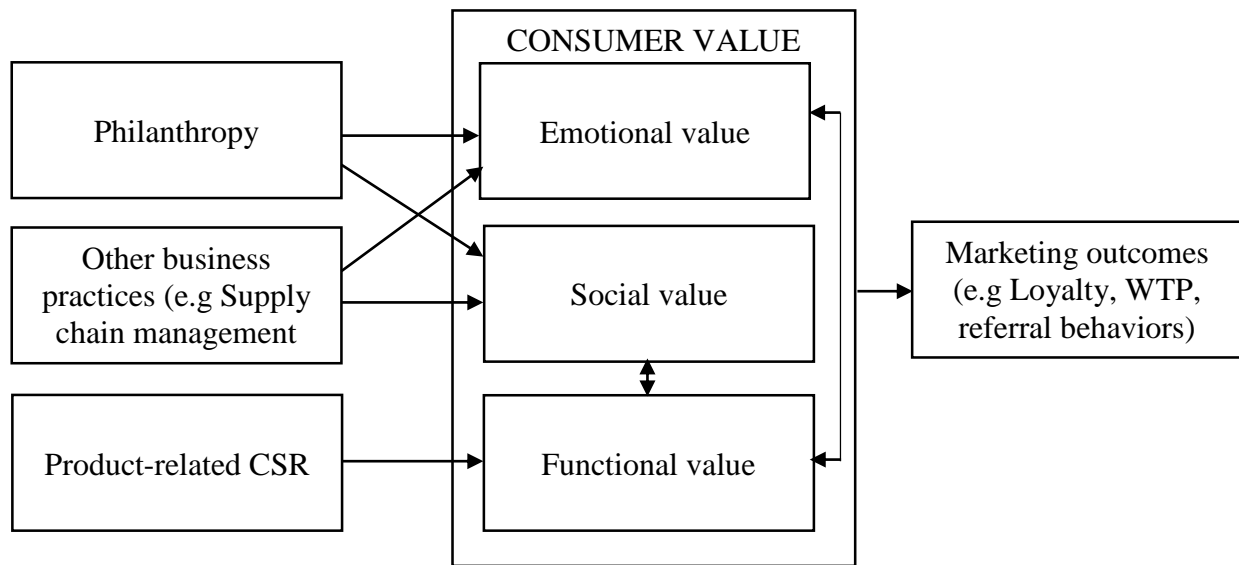 CONSUMER VALUE
Philanthropy
Emotional value
Other business
practices (e.g Supply
chain management
Social value
Marketing outcomes
(e.g Loyalty, WTP,
referral behaviors)
Product-related CSR
Functional value